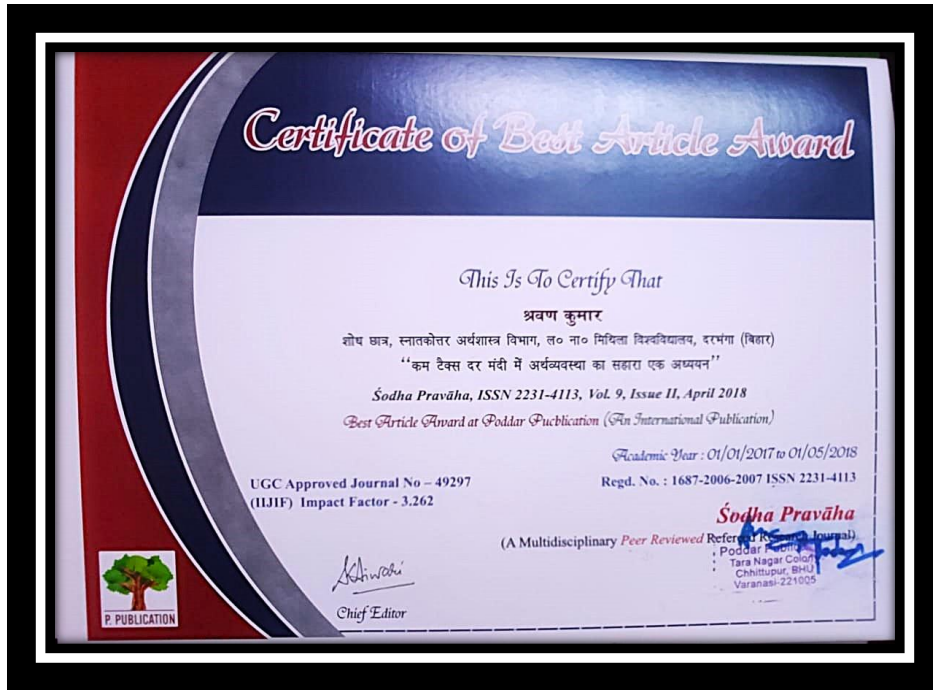 Certificate of Best Article Award
This Is To Certify That
श्रवण कुमार
शोध छात्र, स्नातकोत्तर अर्थशास्त्र विभाग, ल० ना० मिथिला विश्वविद्यालय, दरभंगा (बिहार)
‘‘कम टैक्स दर मंदी में अर्थव्यवस्था का सहारा एक अध्ययन’’
Śodha Pravāha, ISSN 2231-4113, Vol. 9, Issue II, April 2018
Best Article Award at Poddar Pucblication (An International Publication)
Academic Year : 01/01/2017 to 01/05/2018
UGC Approved Journal No – 49297
Regd. No. : 1687-2006-2007 ISSN 2231-4113
(IIJIF) Impact Factor - 3.262
Śodha Pravāha
(A Multidisciplinary Peer Reviewed Refereed Research Journal)
Poddar
Tara Nagar Colony
Chhittupur, BHU
Varanasi-221005
Chief Editor
P. PUBLICATION